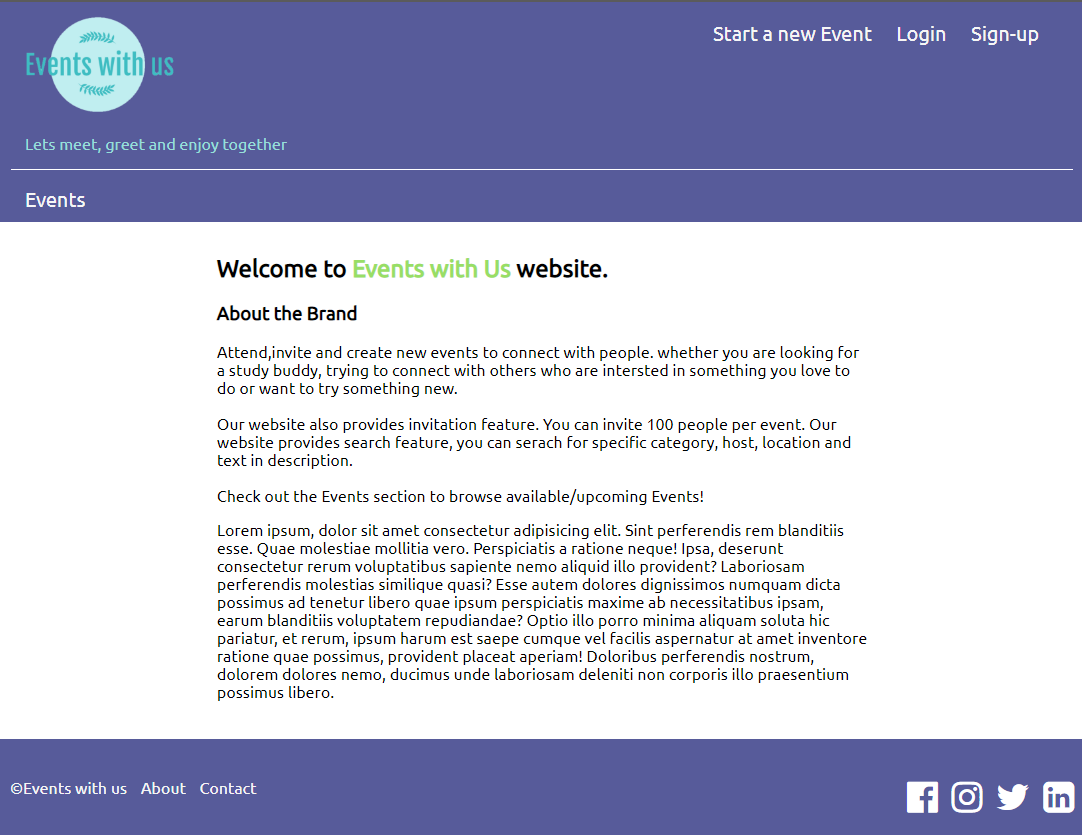 Events with us
Start a new Event Login Sign-up
Lets meet, greet and enjoy together
Events
Welcome to Events with Us website.
About the Brand
Attend,invite and create new events to connect with people. whether you are looking for
a study buddy, trying to connect with others who are intersted in something you love to
do or want to try something new.
Our website also provides invitation feature. You can invite 100 people per event. Our
website provides search feature, you can serach for specific category, host, location and
text in description.
Check out the Events section to browse available/upcoming Events!
Lorem ipsum, dolor sit amet consectetur adipisicing elit. Sint perferendis rem blanditiis
esse. Quae molestiae mollitia vero. Perspiciatis a ratione neque! Ipsa, deserunt
consectetur rerum voluptatibus sapiente nemo aliquid illo provident? Laboriosam
perferendis molestias similique quasi? Esse autem dolores dignissimos numquam dicta
possimus ad tenetur libero quae ipsum perspiciatis maxime ab necessitatibus ipsam,
earum blanditiis voluptatem repudiandae? Optio illo porro minima aliquam soluta hic
pariatur, et rerum, ipsum harum est saepe cumque vel facilis aspernatur at amet inventore
ratione quae possimus, provident placeat aperiam! Doloribus perferendis nostrum,
dolorem dolores nemo, ducimus unde laboriosam deleniti non corporis illo praesentium
possimus libero.
©Events with us About Contact